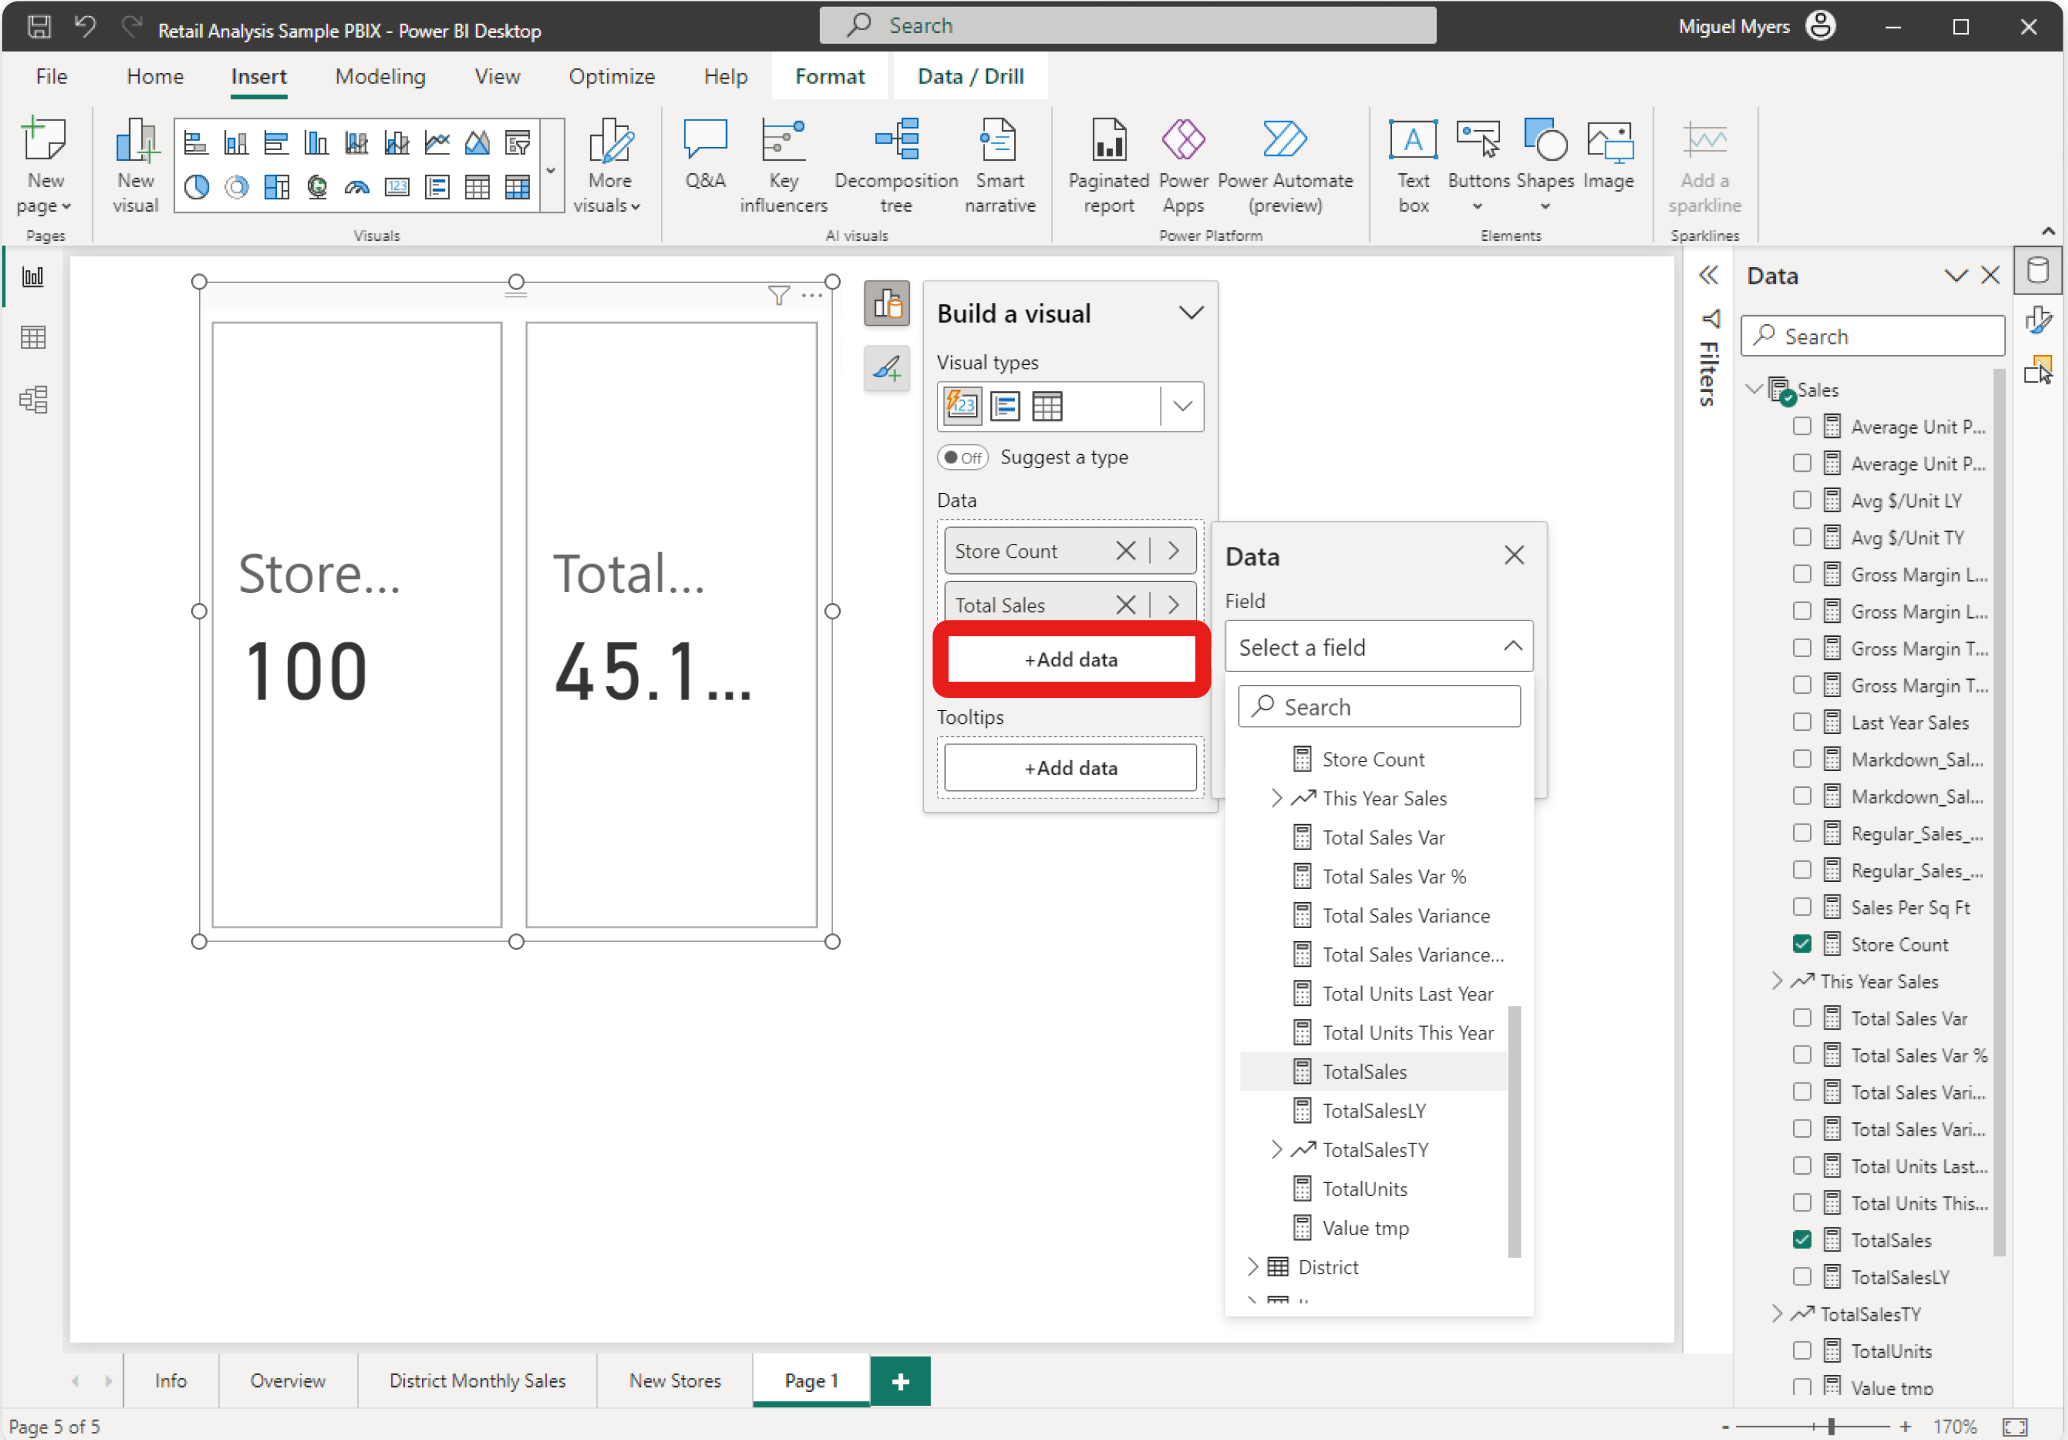 Retail Analysis Sample PBIX - Power BI Desktop
Search
Miguel Myers
File
Home
Insert
Modeling
View
Optimize
Help
Format
Data / Drill
New
page
Pages
New
visual
123
Visuals
More
visuals
Q&A
Key
influencers
Decomposition
tree
Smart
narrative
AI visuals
Paginated
report
Power
Apps
Power Automate
(preview)
Power Platform
A
Text
box
Buttons
Shapes
Image
Elements
Add a
sparkline
Sparklines
Store...
100
Total...
45.1...
Build a visual
Visual types
123
Off
Suggest a type
Data
Store Count
Total Sales
+Add data
Tooltips
+Add data
Data
Field
Select a field
Search
Store Count
This Year Sales
Total Sales Var
Total Sales Var %
Total Sales Variance
Total Sales Variance...
Total Units Last Year
Total Units This Year
TotalSales
TotalSalesLY
TotalSalesTY
TotalUnits
Value tmp
District
Filters
Data
Search
Sales
Average Unit P...
Average Unit P...
Avg $/Unit LY
Avg $/Unit TY
Gross Margin L...
Gross Margin L...
Gross Margin T...
Gross Margin T...
Last Year Sales
Markdown_Sal...
Markdown_Sal...
Regular_Sales_...
Regular_Sales_...
Sales Per Sq Ft
Store Count
This Year Sales
Total Sales Var
Total Sales Var %
Total Sales Vari...
Total Sales Vari...
Total Units Last...
Total Units This...
TotalSales
TotalSalesLY
TotalSalesTY
TotalUnits
Value tmp
Info
Overview
District Monthly Sales
New Stores
Page 1
+
Page 5 of 5
-
+
170%